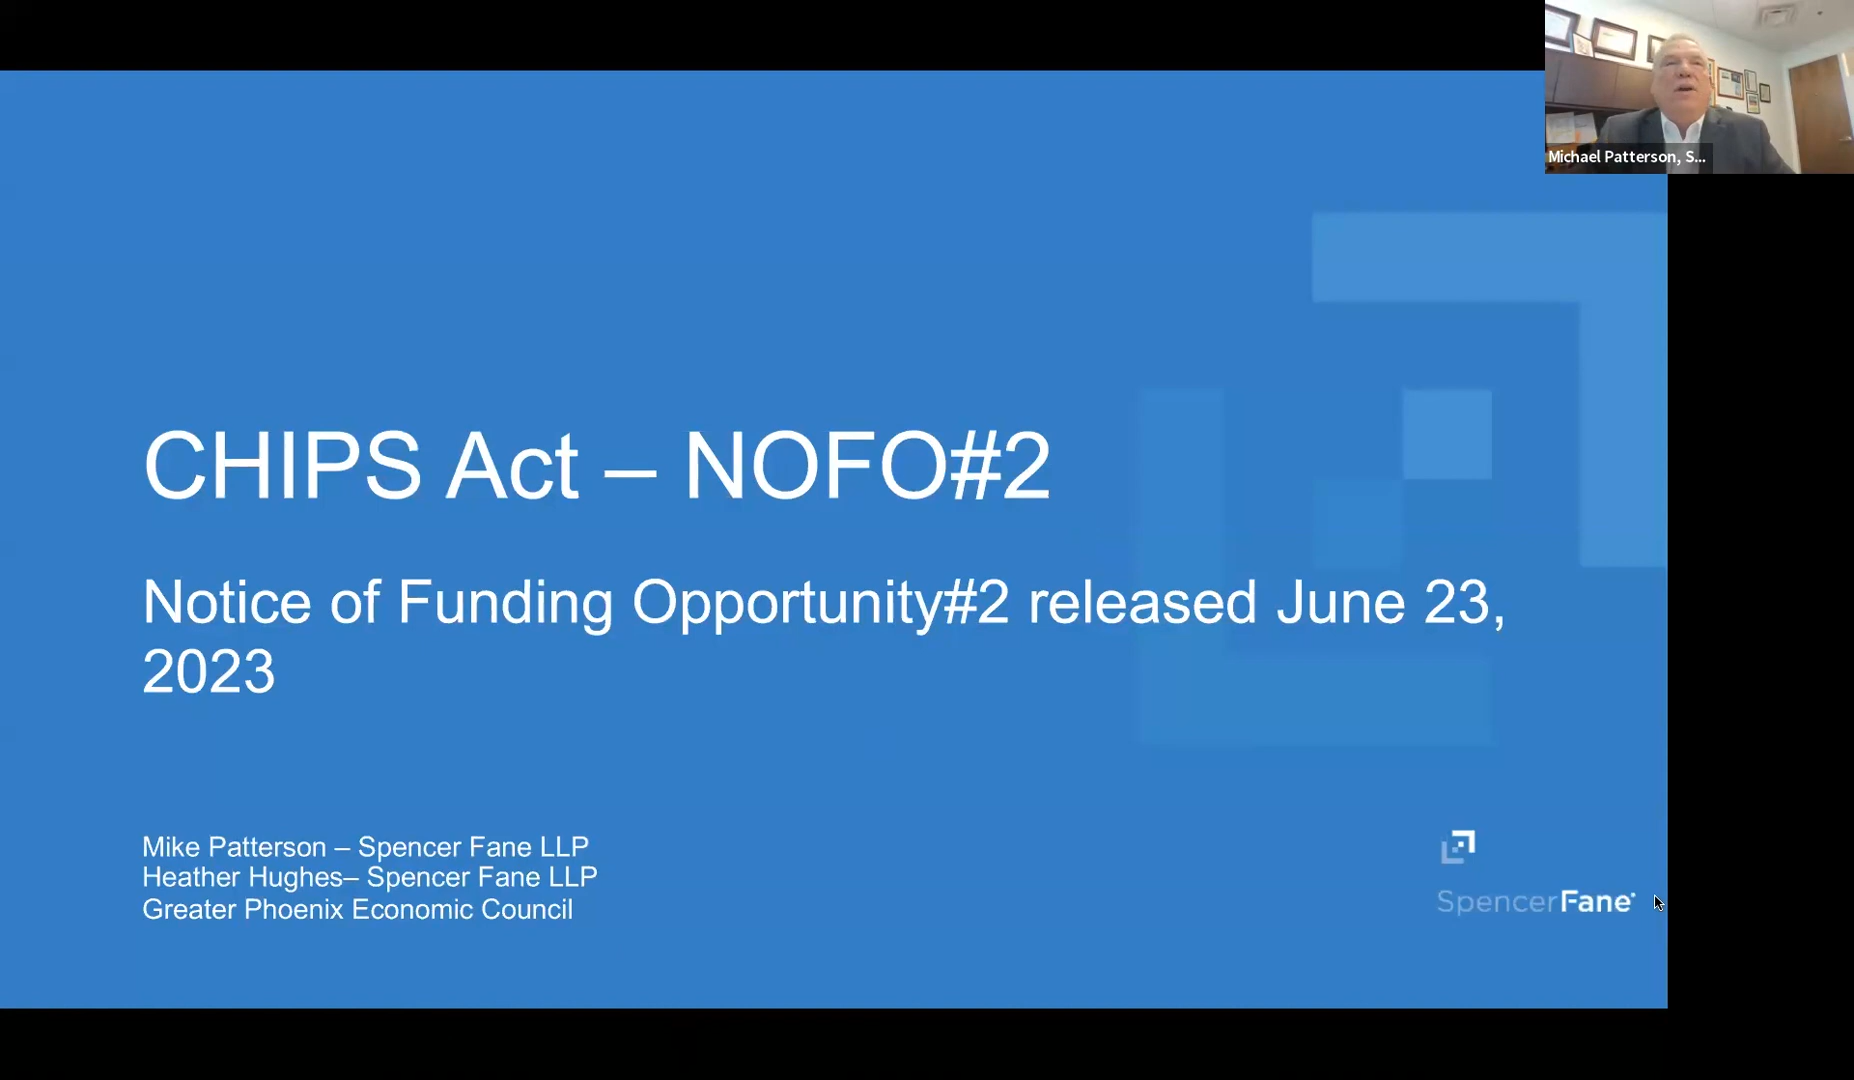 Michael Patterson, S...
CHIPS Act – NOFO#2
Notice of Funding Opportunity#2 released June 23,
2023
Mike Patterson – Spencer Fane LLP
Heather Hughes– Spencer Fane LLP
Greater Phoenix Economic Council
SpencerFane